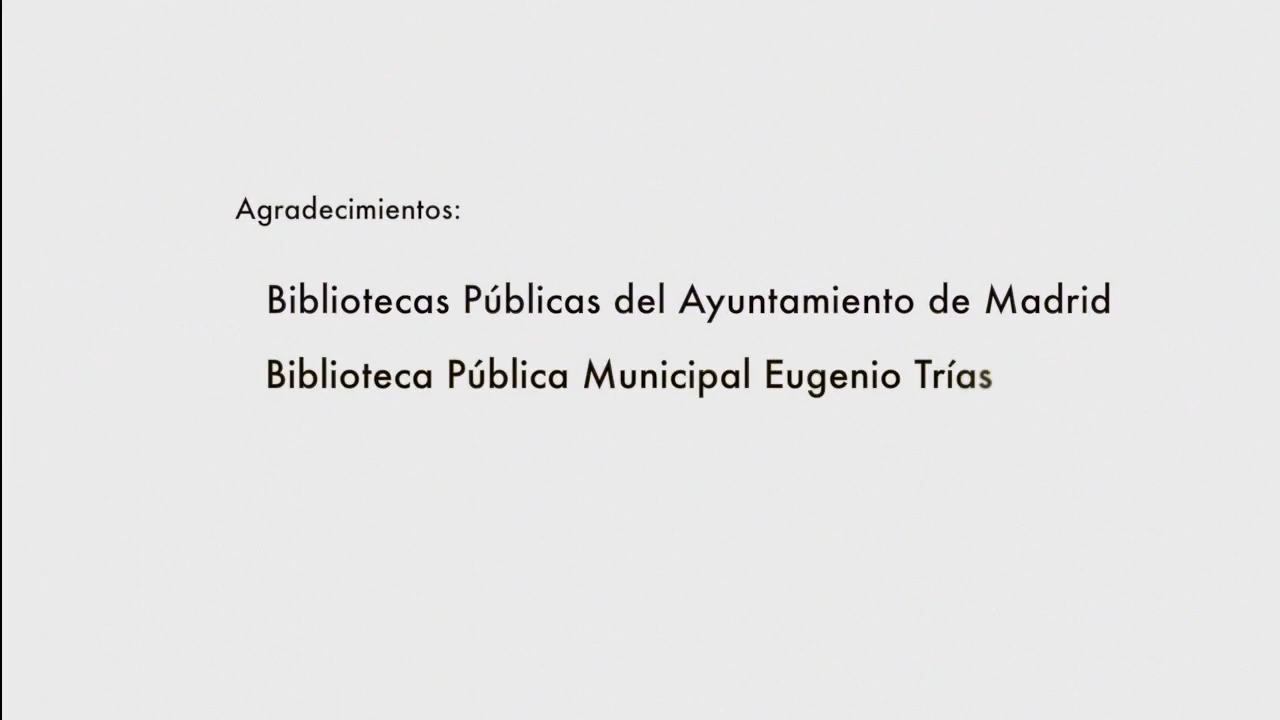 Agradecimientos:
Bibliotecas Públicas del Ayuntamiento de Madrid
Biblioteca Pública Municipal Eugenio Trías